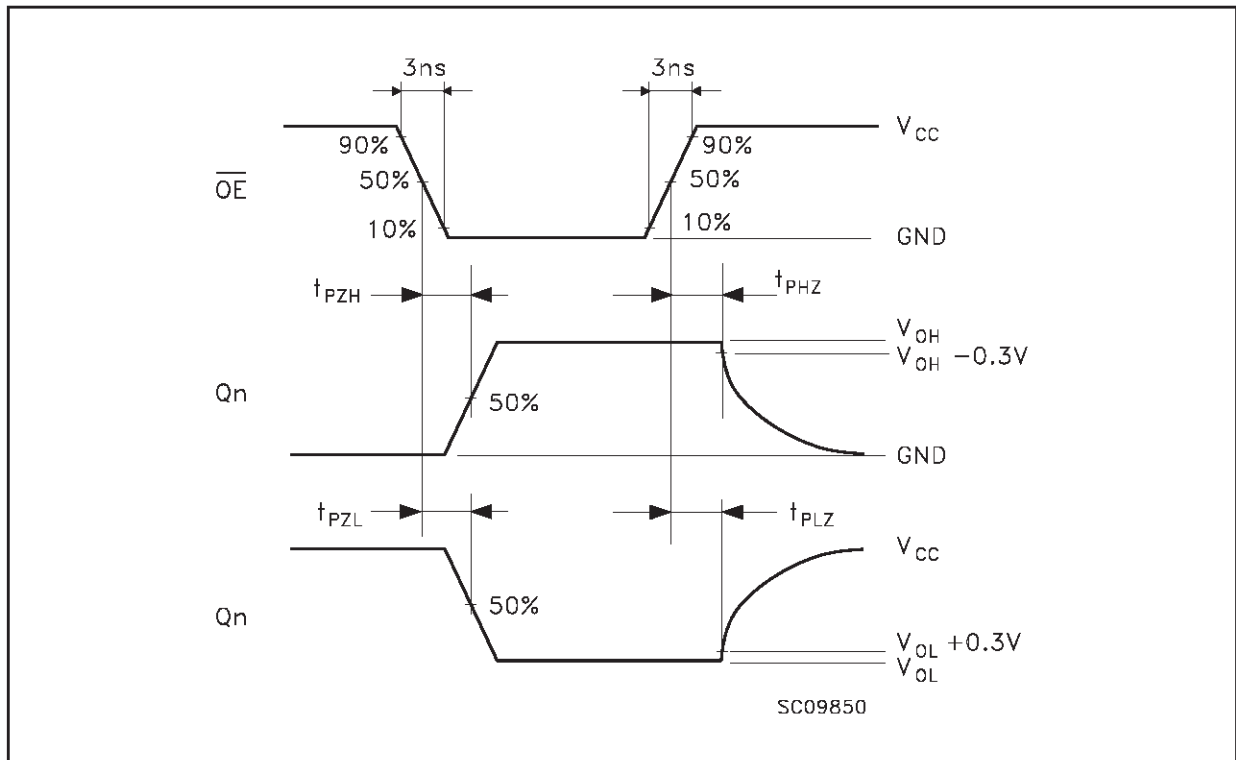 3ns 3ns
V_CC
90% 90%
O̅E̅ 50% 50%
10% 10%
GND
t_PZH t_PHZ
V_OH
V_OH −0.3V
Qn 50%
GND
t_PZL t_PLZ
V_CC
Qn 50%
V_OL +0.3V
V_OL
SC09850